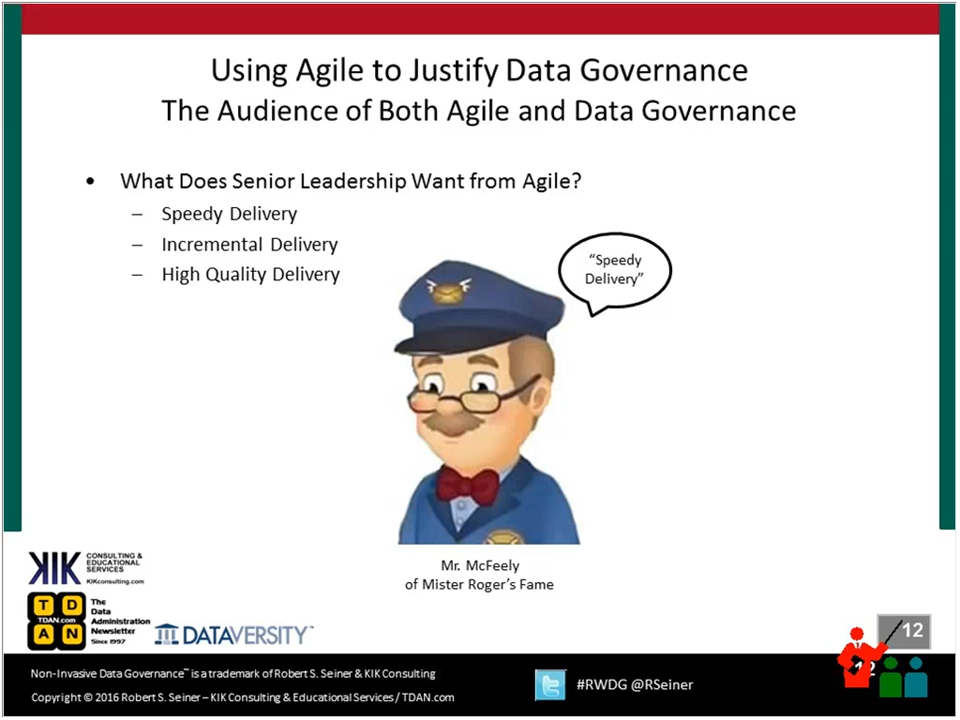 Using Agile to Justify Data Governance
The Audience of Both Agile and Data Governance
• What Does Senior Leadership Want from Agile?
– Speedy Delivery
– Incremental Delivery
– High Quality Delivery
“Speedy
Delivery”
Mr. McFeely
of Mister Roger’s Fame
KIK CONSULTING &
EDUCATIONAL
SERVICES
KIKconsulting.com
T D
TDAN.com
A N
The
Data
Administration
Newsletter
Since 1997
DATAVERSITY™
12
12
Non-Invasive Data Governance™ is a trademark of Robert S. Seiner & KIK Consulting
Copyright © 2016 Robert S. Seiner – KIK Consulting & Educational Services / TDAN.com
#RWDG @RSeiner